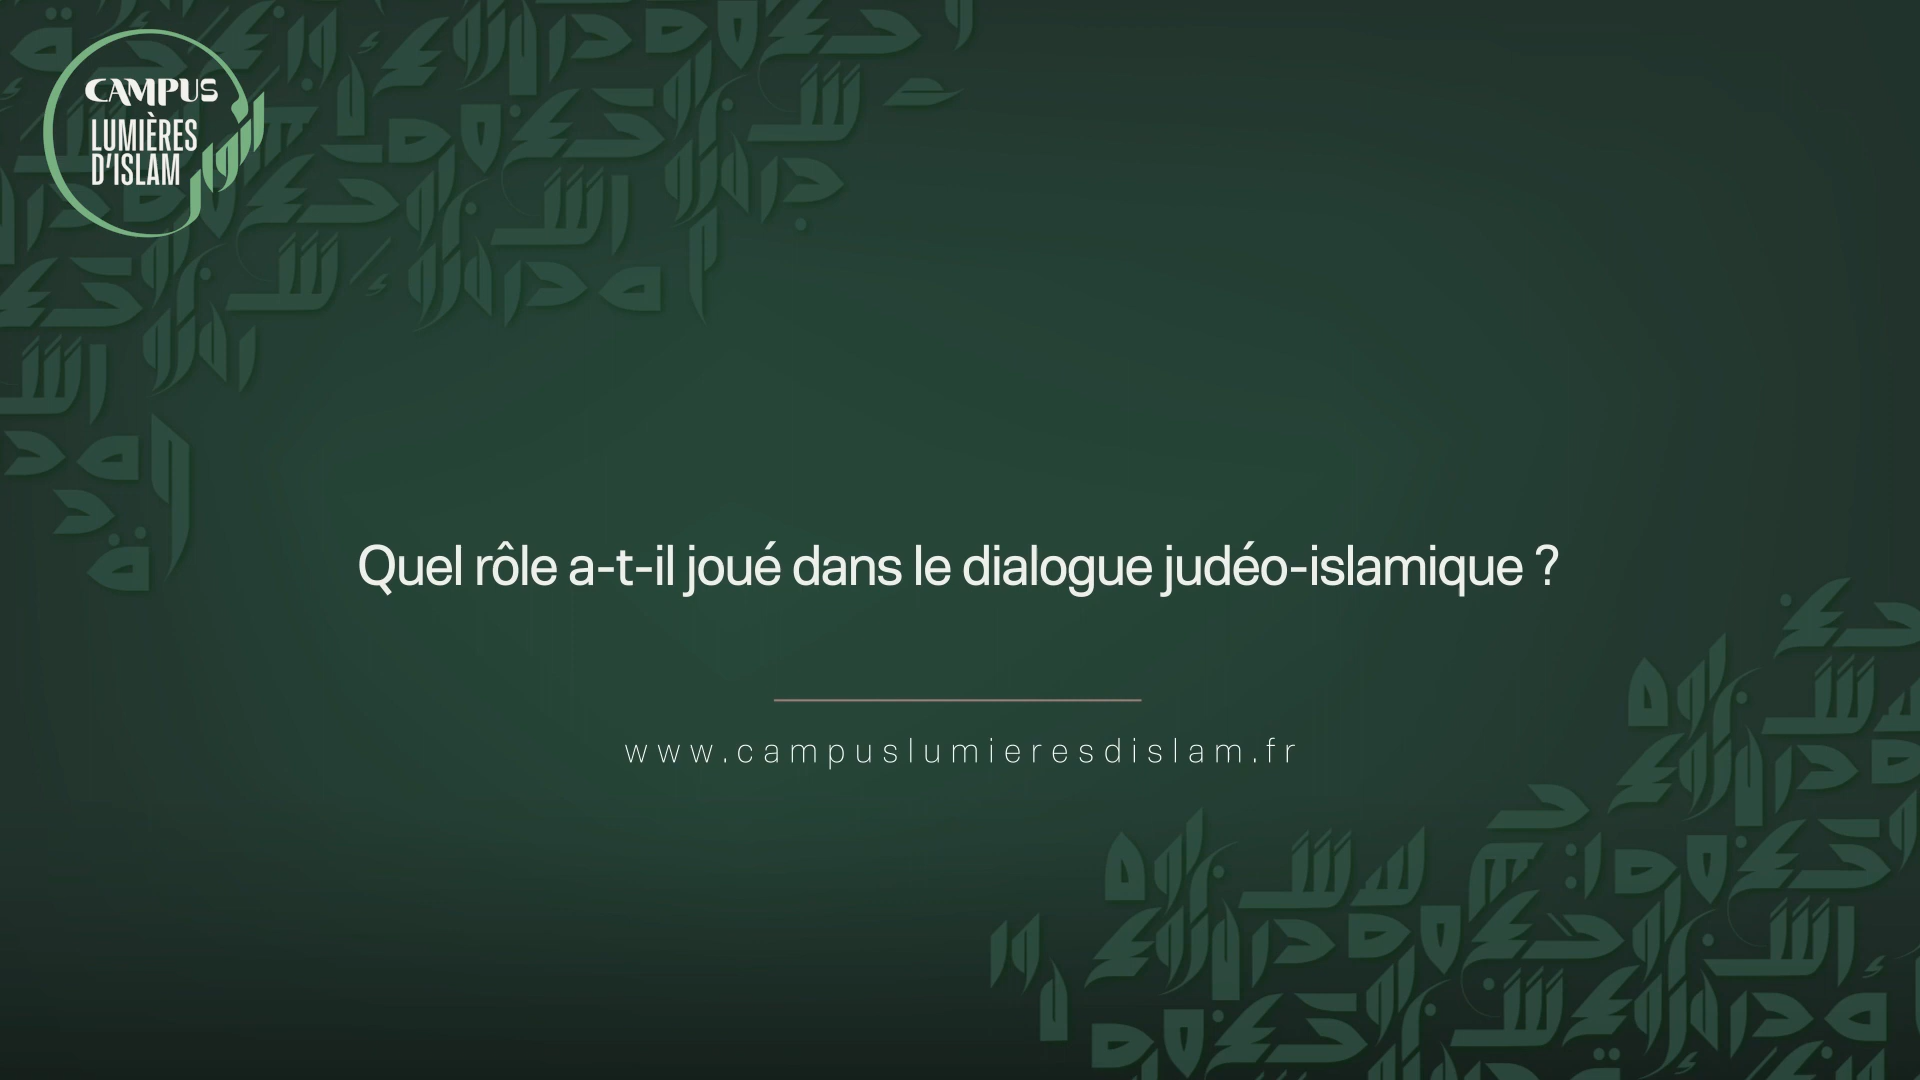 CAMPUS
LUMIÈRES
D'ISLAM
Quel rôle a-t-il joué dans le dialogue judéo-islamique ?
www.campuslumieresdislam.fr